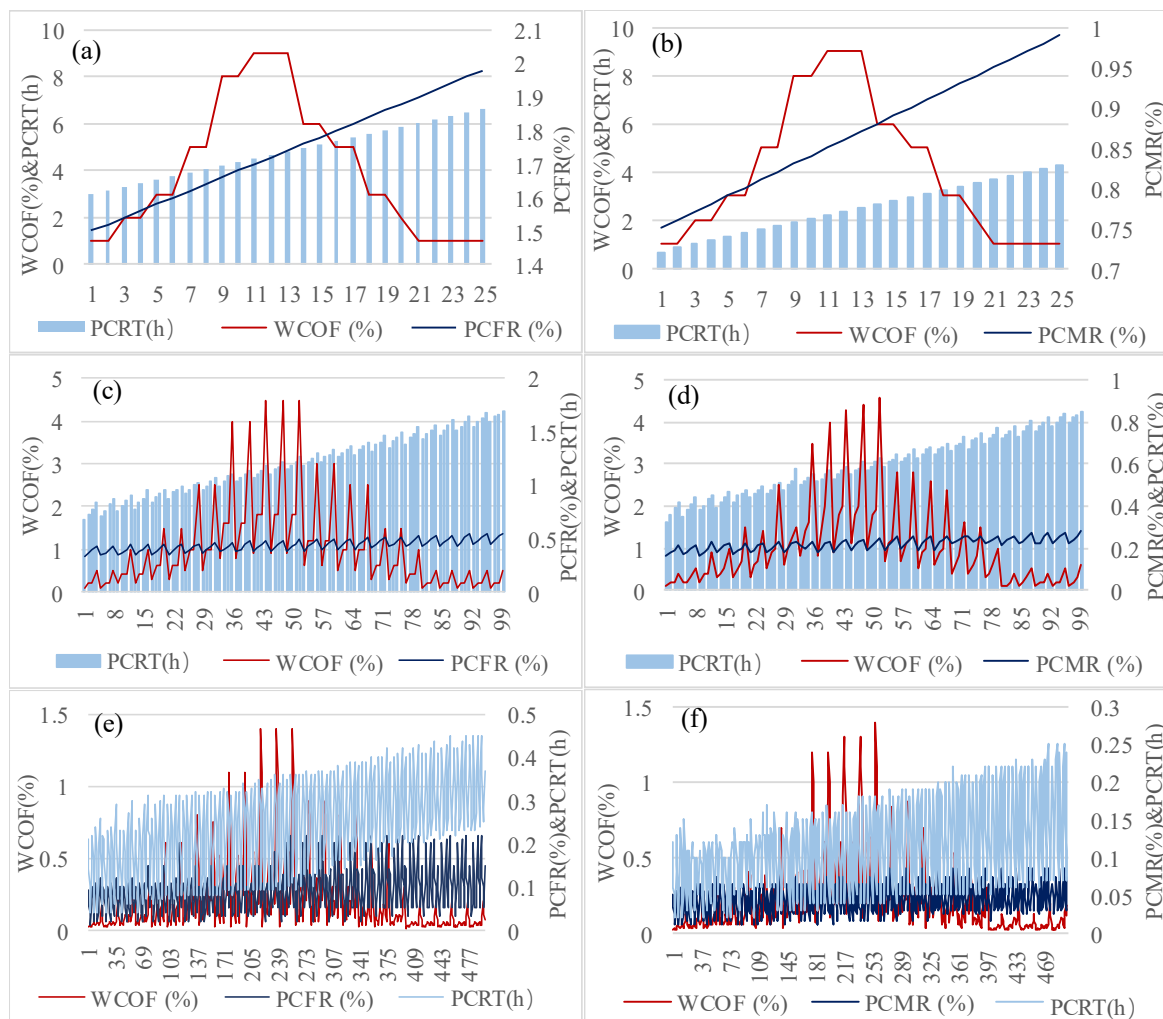 (a)
WCOF(%)&PCRT(h)
10
8
6
4
2
0
2.1
2
1.9
1.8
1.7
1.6
1.5
1.4
PCFR(%)
1 3 5 7 9 11 13 15 17 19 21 23 25
PCRT(h) WCOF (%) PCFR (%)
(b)
WCOF(%)&PCRT(h)
10
8
6
4
2
0
1
0.95
0.9
0.85
0.8
0.75
0.7
PCMR(%)
1 3 5 7 9 11 13 15 17 19 21 23 25
PCRT(h) WCOF (%) PCMR (%)
(c)
WCOF(%)
5
4
3
2
1
0
2
1.5
1
0.5
0
PCFR(%)&PCRT(h)
1 8 15 22 29 36 43 50 57 64 71 78 85 92 99
PCRT(h) WCOF (%) PCFR (%)
(d)
WCOF(%)
5
4
3
2
1
0
1
0.8
0.6
0.4
0.2
0
PCMR(%)&PCRT(%)
1 8 15 22 29 36 43 50 57 64 71 78 85 92 99
PCRT(h) WCOF (%) PCMR (%)
(e)
WCOF(%)
1.5
1
0.5
0
0.5
0.4
0.3
0.2
0.1
0
PCFR(%)&PCRT(h)
1 35 69 103 137 171 205 239 273 307 341 375 409 443 477
WCOF (%) PCFR (%) PCRT(h)
(f)
WCOF(%)
1.5
1
0.5
0
0.3
0.25
0.2
0.15
0.1
0.05
0
PCMR(%)&PCRT(h)
1 37 73 109 145 181 217 253 289 325 361 397 433 469
WCOF (%) PCMR (%) PCRT(h)